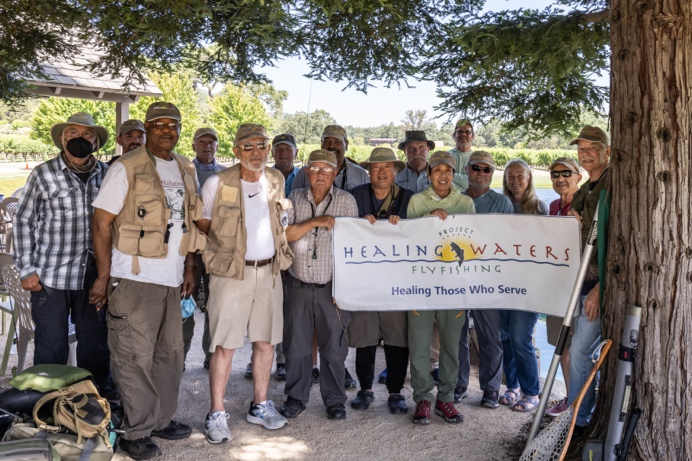 PROJECT
HEALING WATERS
FLYFISHING
Healing Those Who Serve